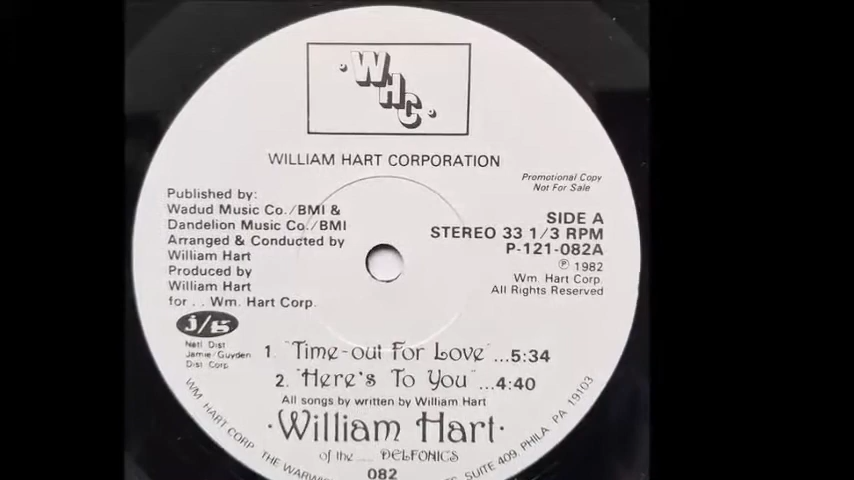 WHC
WILLIAM HART CORPORATION
Promotional Copy
Not For Sale
Published by:
Wadud Music Co./BMI &
Dandelion Music Co./BMI
Arranged & Conducted by
William Hart
Produced by
William Hart
for . . Wm. Hart Corp.
SIDE A
STEREO 33 1/3 RPM
P-121-082A
℗ 1982
Wm. Hart Corp.
All Rights Reserved
j/g
Natl Dist
Jamie/Guyden
Dist Corp
1. "Time-out For Love" ...5:34
2. "Here's To You" ...4:40
All songs by written by William Hart
·William Hart·
of the .... DELFONICS
082
WM HART CORP. THE SUITE 409, PHILA PA 19103